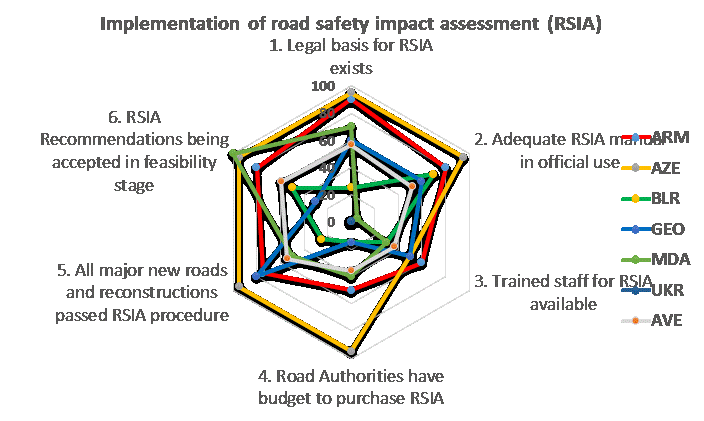 Implementation of road safety impact assessment (RSIA)
1. Legal basis for RSIA
exists
100
80
60
40
20
0
6. RSIA
Recommendations being
accepted in feasibility
stage
2. Adequate RSIA manual
in official use
5. All major new roads
and reconstructions
passed RSIA procedure
3. Trained staff for RSIA
available
4. Road Authorities have
budget to purchase RSIA
ARM
AZE
BLR
GEO
MDA
UKR
AVE